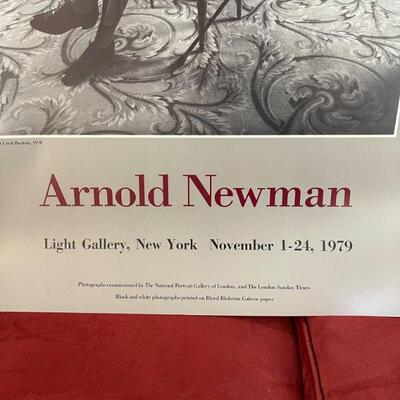 Cecil Beaton, 1978
Arnold Newman
Light Gallery, New York November 1-24, 1979
Photographs commissioned by The National Portrait Gallery of London, and The London Sunday Times
Black and white photographs printed on Ilford Ilfobrom Galerie paper